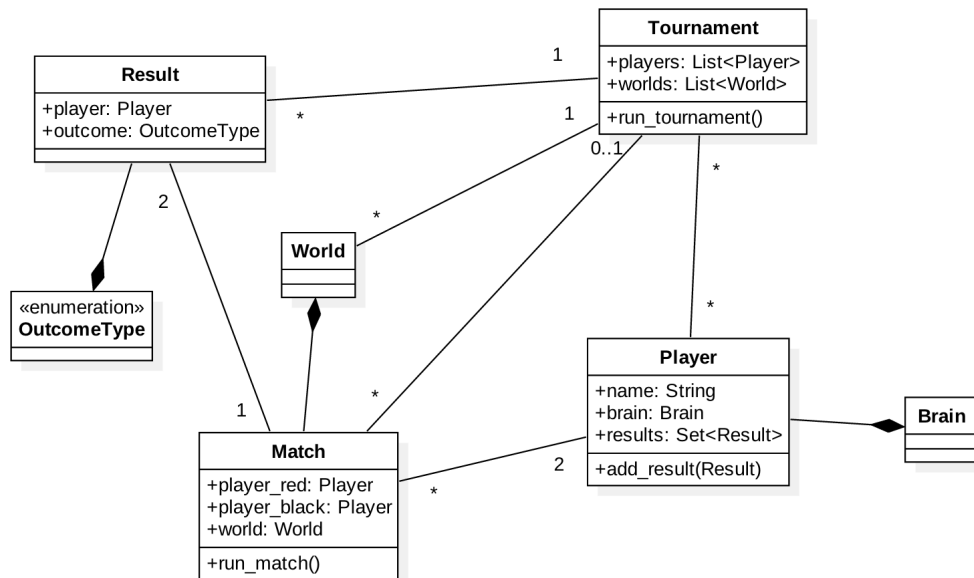 Tournament
+players: List<Player>
+worlds: List<World>
+run_tournament()
Result
+player: Player
+outcome: OutcomeType
1
*
1
0..1
*
2
*
World
«enumeration»
OutcomeType
*
*
1
Player
+name: String
+brain: Brain
+results: Set<Result>
+add_result(Result)
Brain
Match
+player_red: Player
+player_black: Player
+world: World
+run_match()
2
*